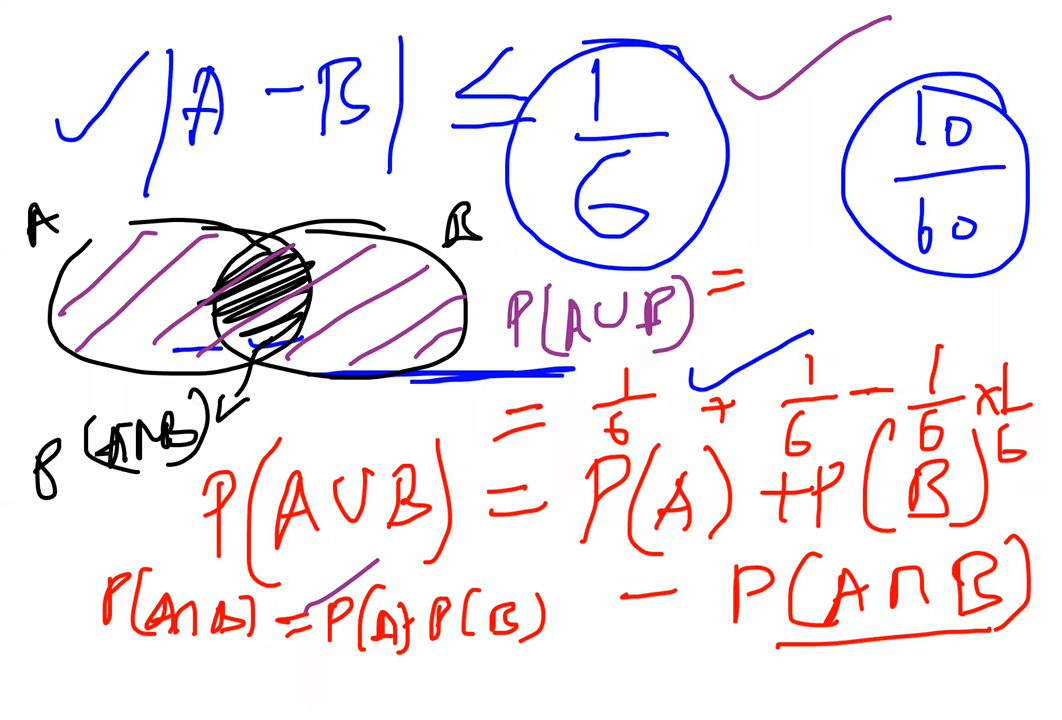 ✓ |A - B| ≤ 1/6 ✓ 10/60
A B
P(A∪B) =
= 1/6 + 1/6 - 1/6 × 1/6
P(A∩B)
P(A∪B) = P(A) + P(B)
- P(A∩B)
P(A∩B) = P(A) P(B)